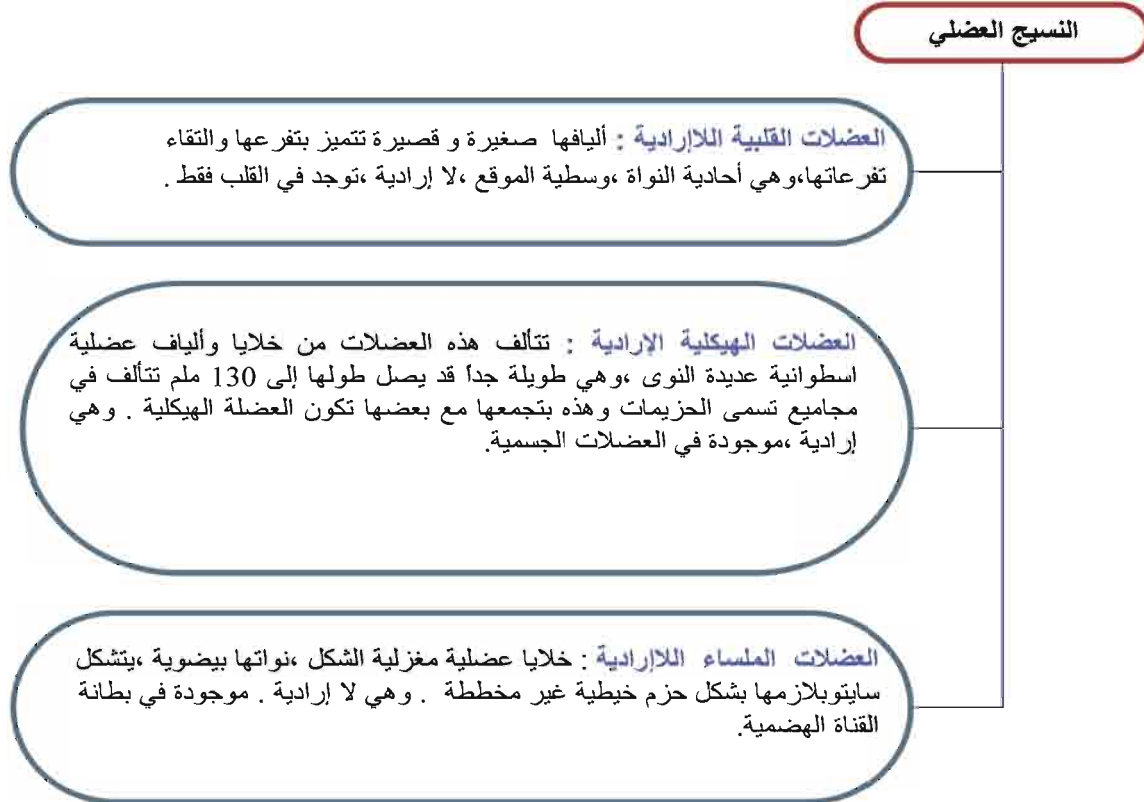 النسيج العضلي
العضلات القلبية اللاإرادية : أليافها صغيرة و قصيرة تتميز بتفرعها والتقاء
تفرعاتها،وهي أحادية النواة ،وسطية الموقع ،لا إرادية ،توجد في القلب فقط .
العضلات الهيكلية الإرادية : تتألف هذه العضلات من خلايا وألياف عضلية
اسطوانية عديدة النوى ،وهي طويلة جداً قد يصل طولها إلى 130 ملم تتألف في
مجاميع تسمى الحزيمات وهذه بتجمعها مع بعضها تكون العضلة الهيكلية . وهي
إرادية ،موجودة في العضلات الجسمية.
العضلات الملساء اللاإرادية : خلايا عضلية مغزلية الشكل ،نواتها بيضوية ،يتشكل
سايتوبلازمها بشكل حزم خيطية غير مخططة . وهي لا إرادية . موجودة في بطانة
القناة الهضمية.